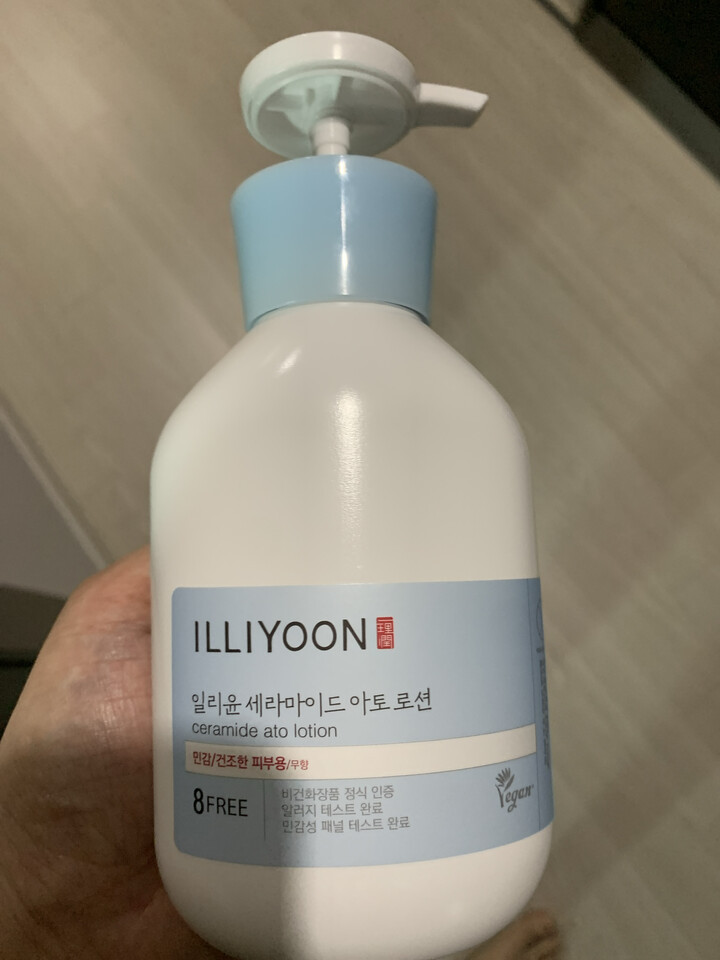 ILLIYOON
일리윤 세라마이드 아토 로션
ceramide ato lotion
민감/건조한 피부용/무향
8FREE
비건화장품 정식 인증
알러지 테스트 완료
민감성 패널 테스트 완료
Vegan